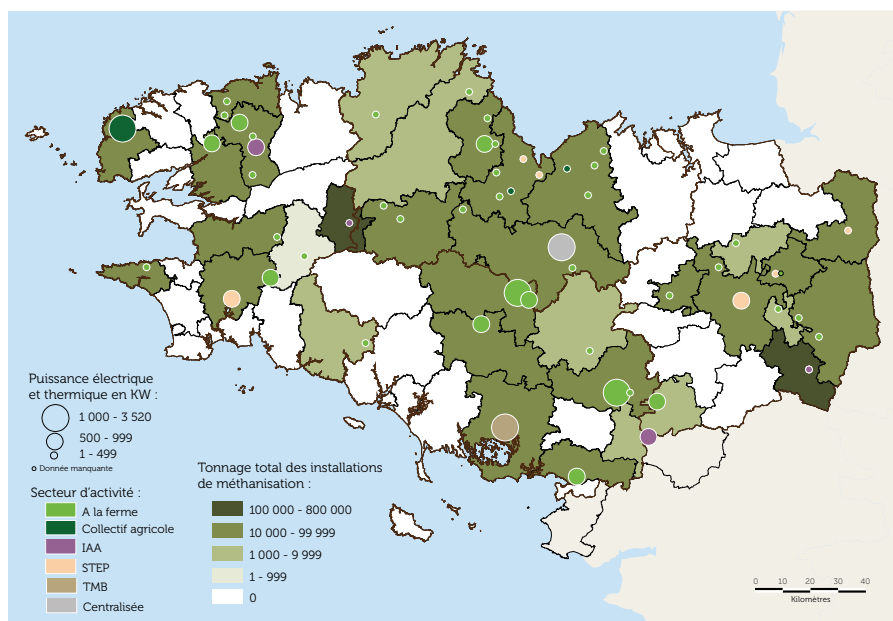 Puissance électrique
et thermique en KW :
1 000 - 3 520
500 - 999
1 - 499
Donnée manquante
Secteur d'activité :
A la ferme
Collectif agricole
IAA
STEP
TMB
Centralisée
Tonnage total des installations
de méthanisation :
100 000 - 800 000
10 000 - 99 999
1 000 - 9 999
1 - 999
0
0 10 20 30 40
Kilomètres